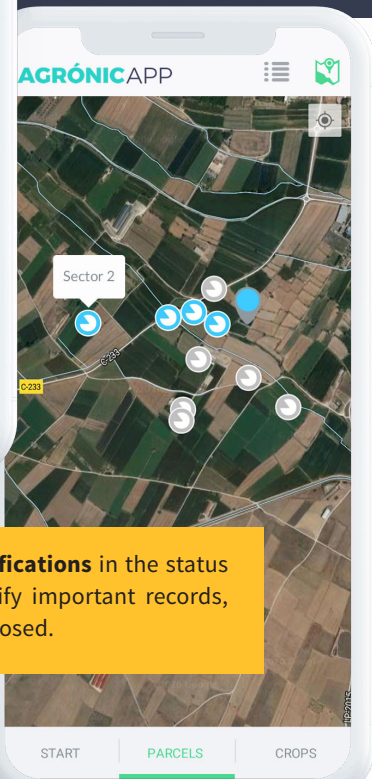 AGRÓNICAPP
Sector 2
C-233
C-233
fications in the status
ify important records,
osed.
START PARCELS CROPS